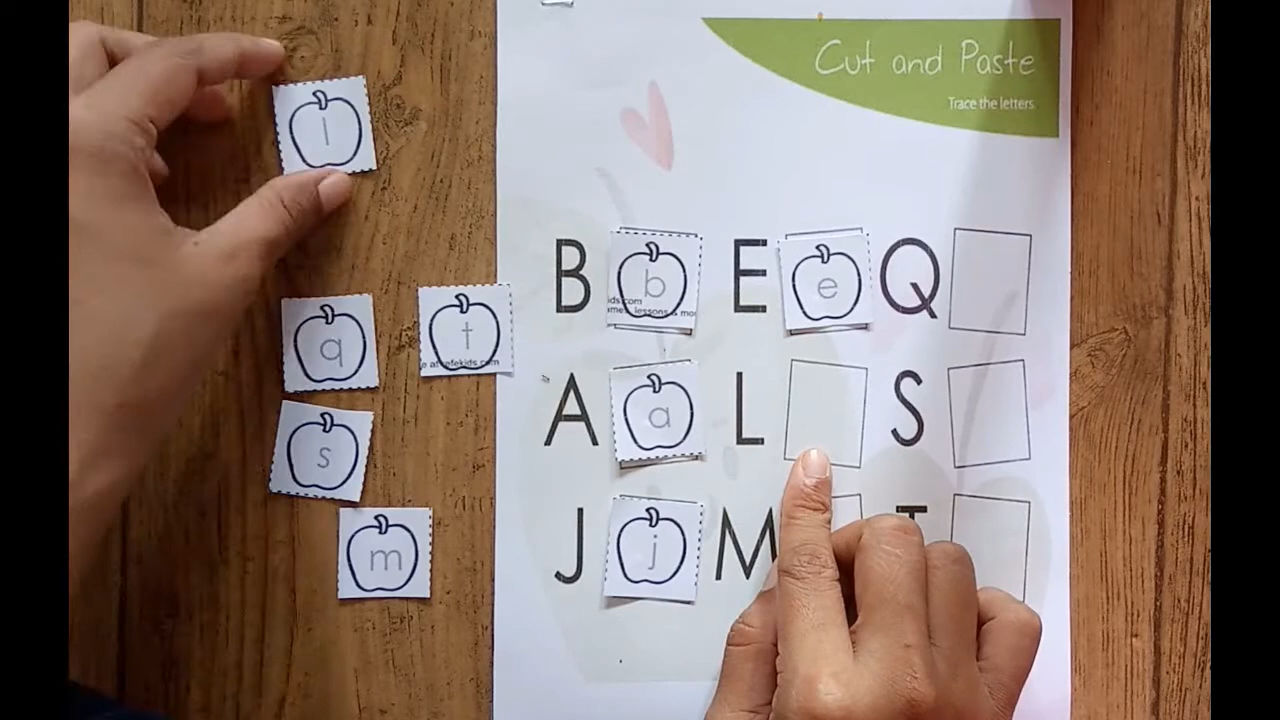 Cut and Paste
Trace the letters
l
B b E e Q
q t
A a L S
s
J j M T
m